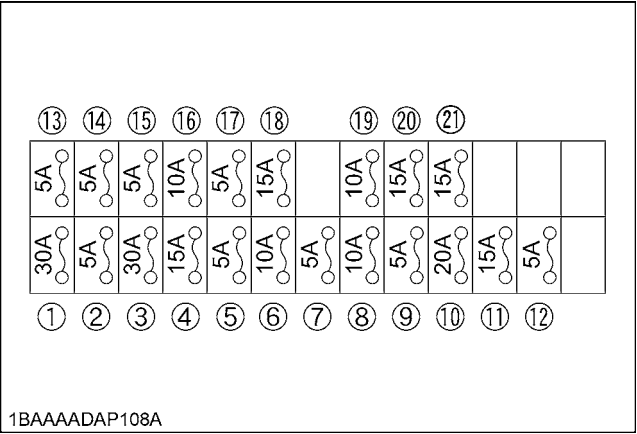 ⑬ ⑭ ⑮ ⑯ ⑰ ⑱ ⑲ ⑳ ㉑
5A 5A 5A 10A 5A 15A 10A 15A 15A
30A 5A 30A 15A 5A 10A 5A 10A 5A 20A 15A 5A
① ② ③ ④ ⑤ ⑥ ⑦ ⑧ ⑨ ⑩ ⑪ ⑫
1BAAAADAP108A